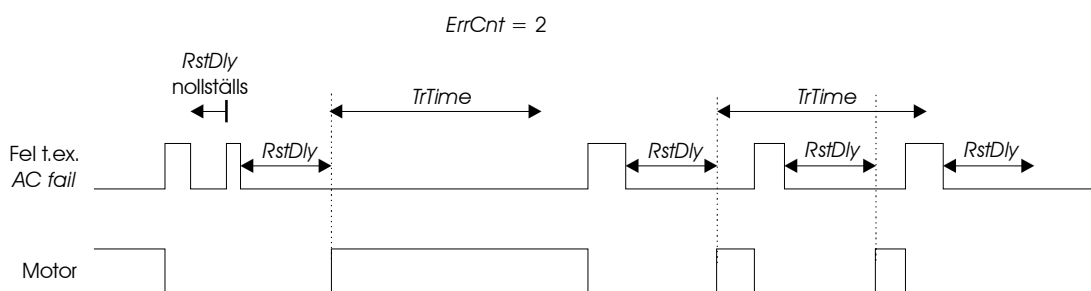 ErrCnt = 2
RstDly
nollställs
TrTime
TrTime
Fel t.ex.
AC fail
RstDly
RstDly
RstDly
RstDly
Motor